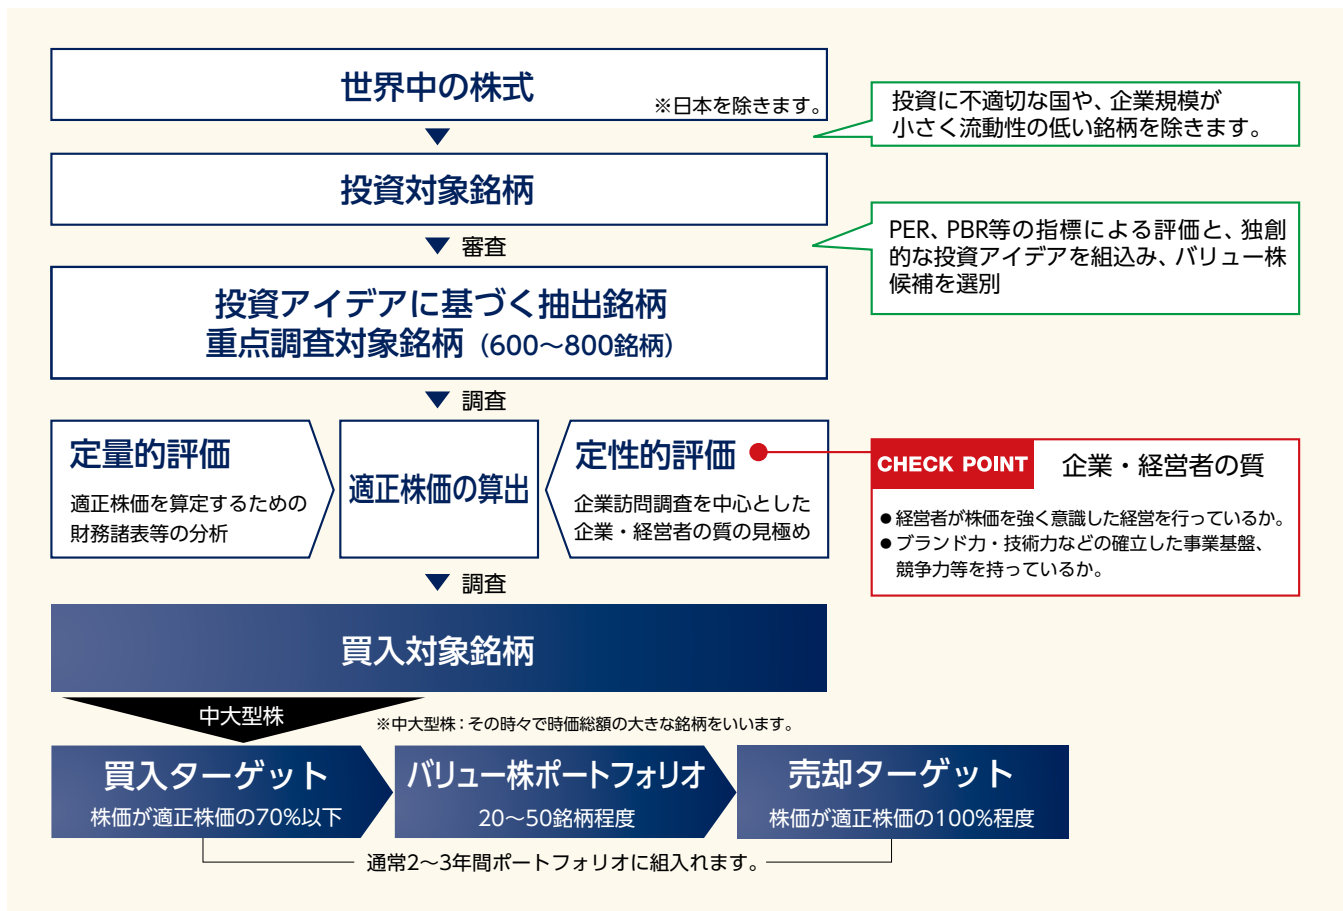 世界中の株式
※日本を除きます。
投資に不適切な国や、企業規模が
小さく流動性の低い銘柄を除きます。
投資対象銘柄
審査
PER、PBR等の指標による評価と、独創
的な投資アイデアを組込み、バリュー株
候補を選別
投資アイデアに基づく抽出銘柄
重点調査対象銘柄（600〜800銘柄）
調査
定量的評価
適正株価を算定するための
財務諸表等の分析
適正株価の算出
定性的評価
企業訪問調査を中心とした
企業・経営者の質の見極め
CHECK POINT 企業・経営者の質
●経営者が株価を強く意識した経営を行っているか。
●ブランド力・技術力などの確立した事業基盤、
競争力等を持っているか。
調査
買入対象銘柄
中大型株
※中大型株：その時々で時価総額の大きな銘柄をいいます。
買入ターゲット
株価が適正株価の70%以下
バリュー株ポートフォリオ
20〜50銘柄程度
売却ターゲット
株価が適正株価の100%程度
通常2〜3年間ポートフォリオに組入れます。